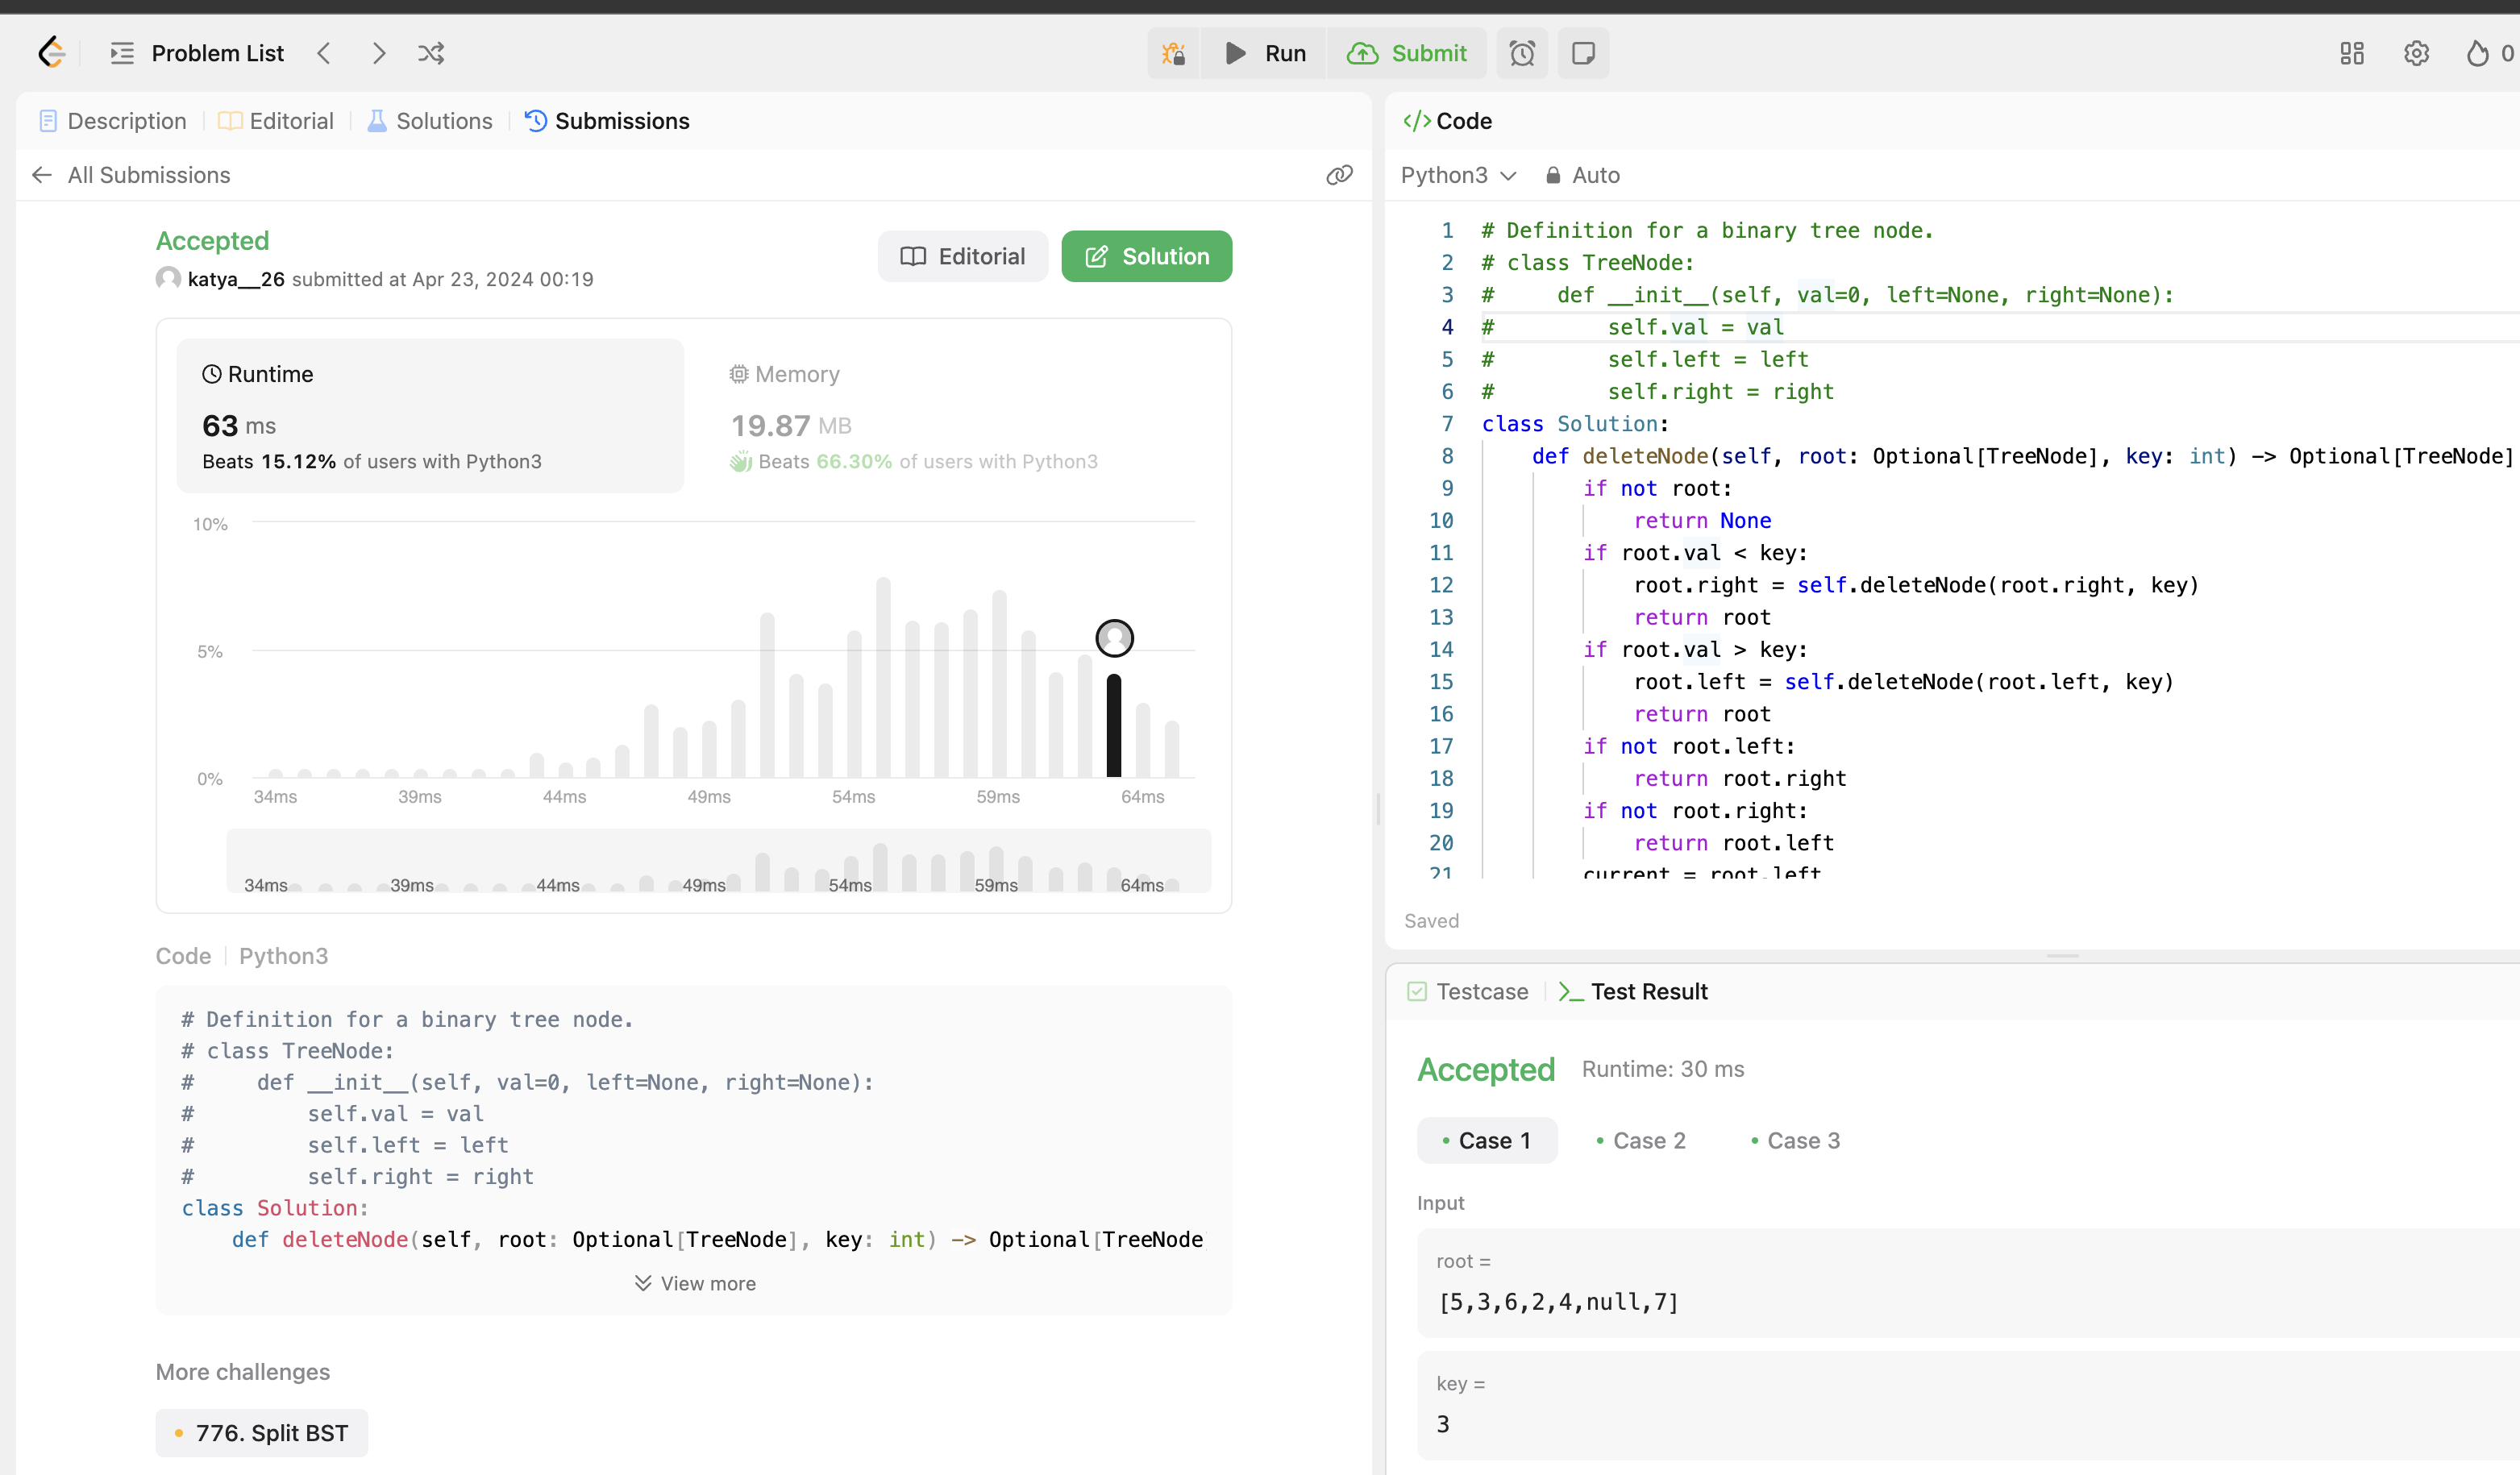 Problem List
Run
Submit
0
Description
Editorial
Solutions
Submissions
All Submissions
Accepted
katya__26 submitted at Apr 23, 2024 00:19
Editorial
Solution
Runtime
63 ms
Beats 15.12% of users with Python3
Memory
19.87 MB
Beats 66.30% of users with Python3
10%
5%
0%
34ms 39ms 44ms 49ms 54ms 59ms 64ms
34ms 39ms 44ms 49ms 54ms 59ms 64ms
Code
Python3
# Definition for a binary tree node.
# class TreeNode:
#     def __init__(self, val=0, left=None, right=None):
#         self.val = val
#         self.left = left
#         self.right = right
class Solution:
    def deleteNode(self, root: Optional[TreeNode], key: int) -> Optional[TreeNode
View more
More challenges
776. Split BST
</> Code
Python3
Auto
1 # Definition for a binary tree node.
2 # class TreeNode:
3 #     def __init__(self, val=0, left=None, right=None):
4 #         self.val = val
5 #         self.left = left
6 #         self.right = right
7 class Solution:
8     def deleteNode(self, root: Optional[TreeNode], key: int) -> Optional[TreeNode]
9         if not root:
10             return None
11         if root.val < key:
12             root.right = self.deleteNode(root.right, key)
13             return root
14         if root.val > key:
15             root.left = self.deleteNode(root.left, key)
16             return root
17         if not root.left:
18             return root.right
19         if not root.right:
20             return root.left
21         current = root.left
Saved
Testcase
Test Result
Accepted
Runtime: 30 ms
Case 1
Case 2
Case 3
Input
root =
[5,3,6,2,4,null,7]
key =
3